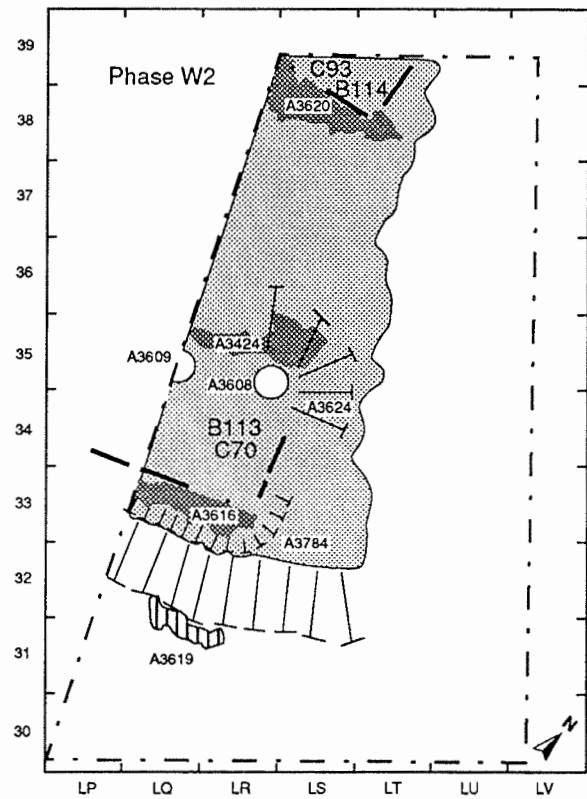 39
Phase W2
C93
B114
A3620
38
37
36
A3424
35
A3609
A3608
A3624
34
B113
C70
33
A3616
A3784
32
31
A3619
30
N
LP LQ LR LS LT LU LV